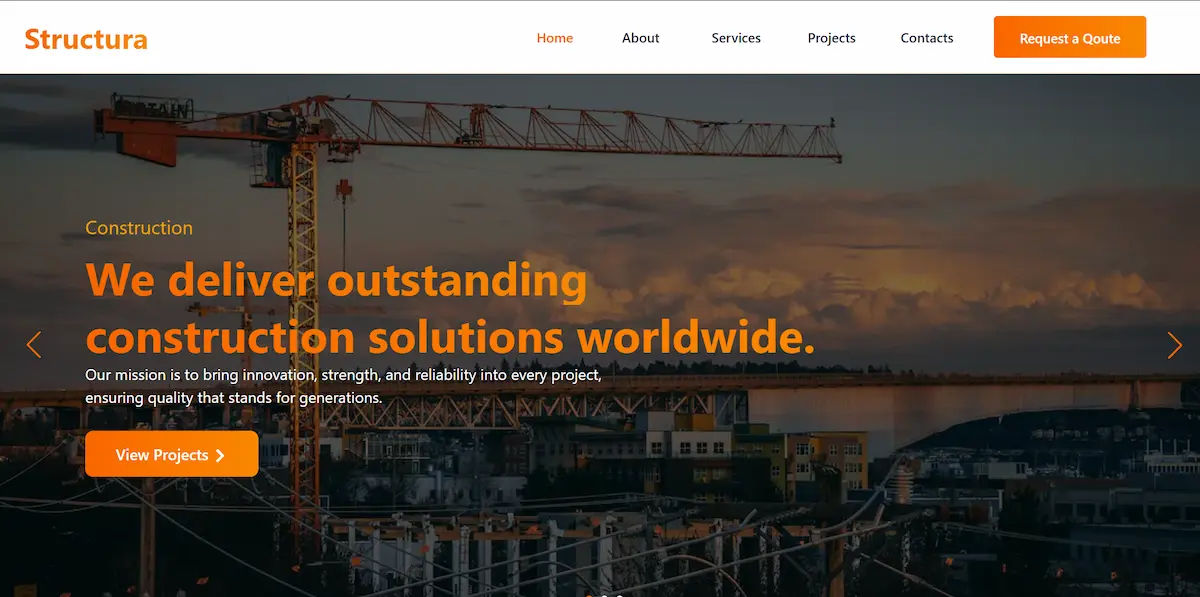 Structura
Home
About
Services
Projects
Contacts
Request a Qoute
Construction
We deliver outstanding
construction solutions worldwide.
Our mission is to bring innovation, strength, and reliability into every project,
ensuring quality that stands for generations.
View Projects